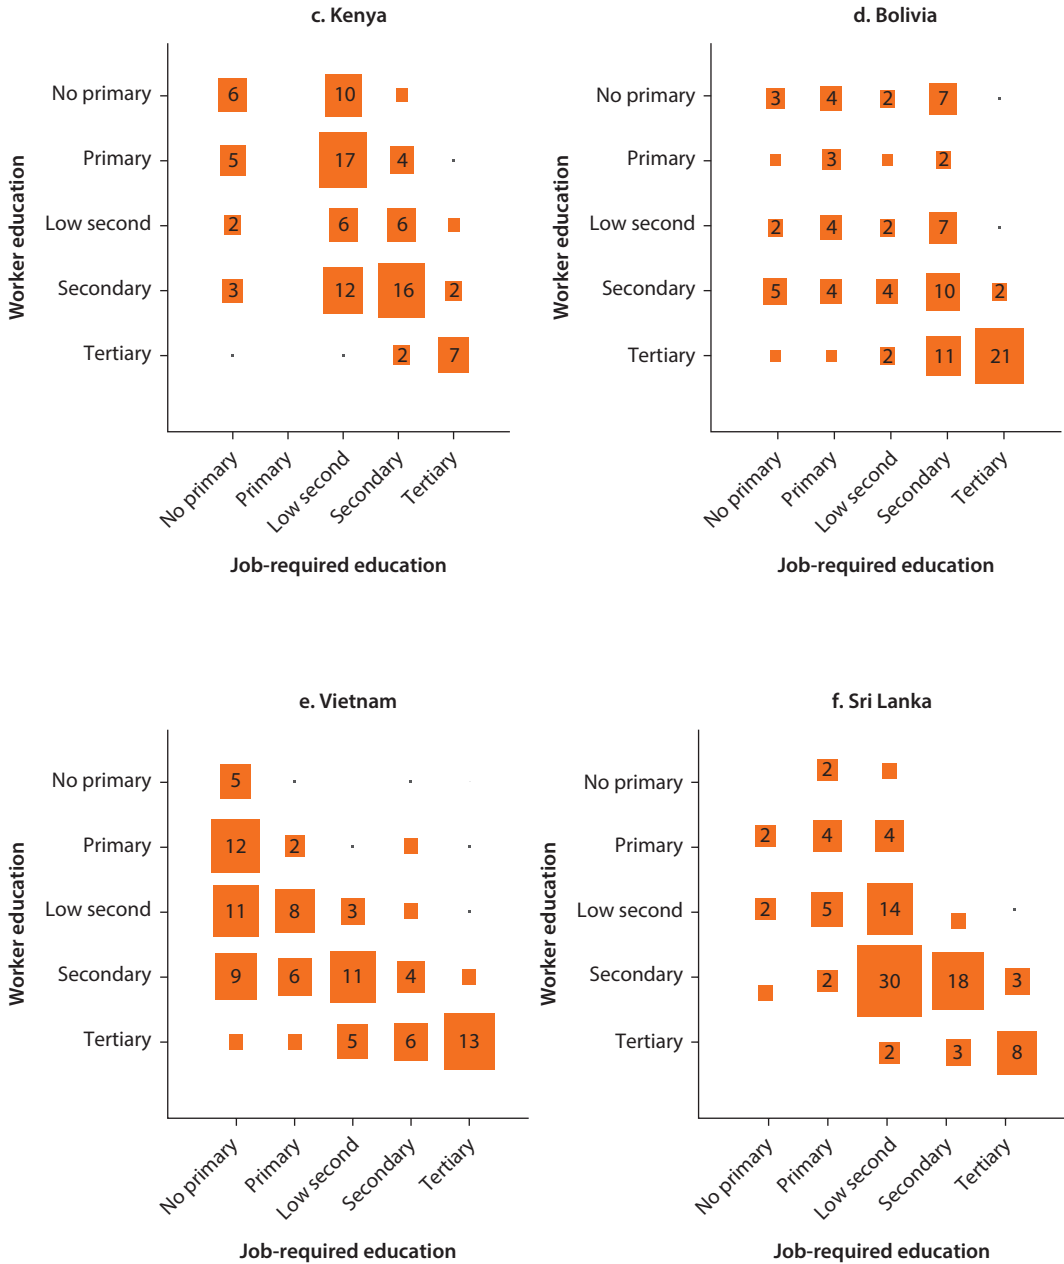 c. Kenya
Worker education
No primary
6
10
Primary
5
17
4
Low second
2
6
6
Secondary
3
12
16
2
Tertiary
2
7
No primary
Primary
Low second
Secondary
Tertiary
Job-required education
d. Bolivia
Worker education
No primary
3
4
2
7
Primary
3
2
Low second
2
4
2
7
Secondary
5
4
4
10
2
Tertiary
2
11
21
No primary
Primary
Low second
Secondary
Tertiary
Job-required education
e. Vietnam
Worker education
No primary
5
Primary
12
2
Low second
11
8
3
Secondary
9
6
11
4
Tertiary
5
6
13
No primary
Primary
Low second
Secondary
Tertiary
Job-required education
f. Sri Lanka
Worker education
No primary
2
Primary
2
4
4
Low second
2
5
14
Secondary
2
30
18
3
Tertiary
2
3
8
No primary
Primary
Low second
Secondary
Tertiary
Job-required education